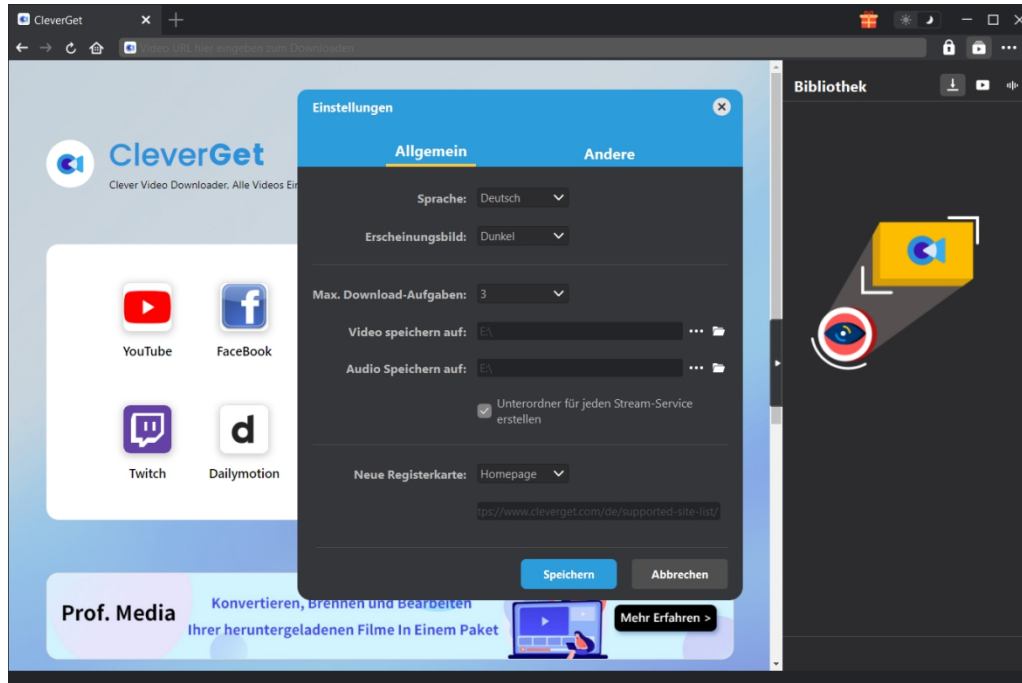 CleverGet
Video URL hier eingeben zum Downloaden
Bibliothek
CleverGet
Clever Video Downloader, Alle Videos Ein
YouTube
FaceBook
Twitch
d
Dailymotion
Einstellungen
Allgemein
Andere
Sprache: Deutsch
Erscheinungsbild: Dunkel
Max. Download-Aufgaben: 3
Video speichern auf: E:\
Audio Speichern auf: E:\
Unterordner für jeden Stream-Service
erstellen
Neue Registerkarte: Homepage
tps://www.cleverget.com/de/supported-site-list/
Speichern
Abbrechen
Prof. Media
Konvertieren, Brennen und Bearbeiten
Ihrer heruntergeladenen Filme In Einem Paket
Mehr Erfahren >